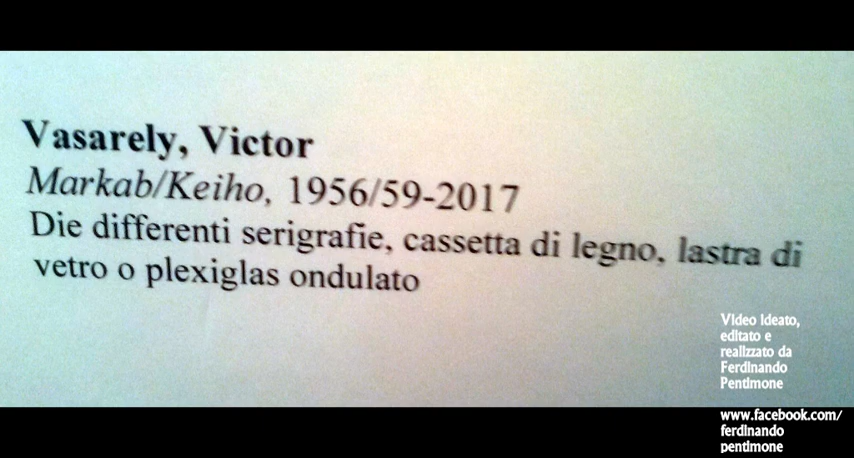 Vasarely, Victor
Markab/Keiho, 1956/59-2017
Die differenti serigrafie, cassetta di legno, lastra di
vetro o plexiglas ondulato
Video ideato,
editato e
realizzato da
Ferdinando
Pentimone
www.facebook.com/
ferdinando
pentimone